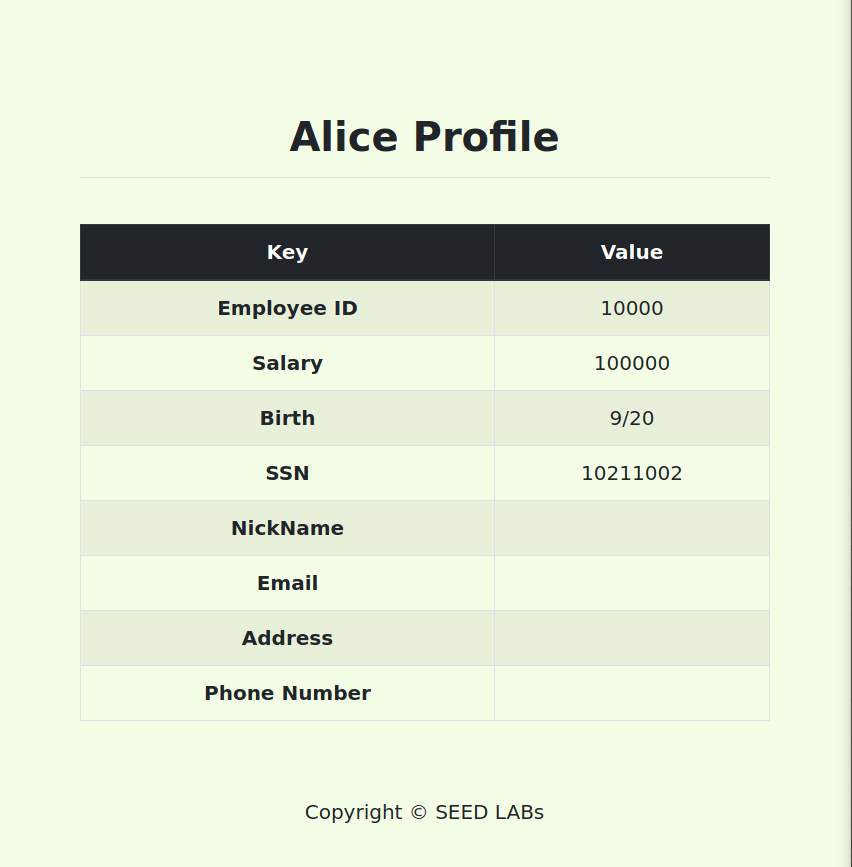 Alice Profile
Key Value
Employee ID 10000
Salary 100000
Birth 9/20
SSN 10211002
NickName
Email
Address
Phone Number
Copyright © SEED LABs